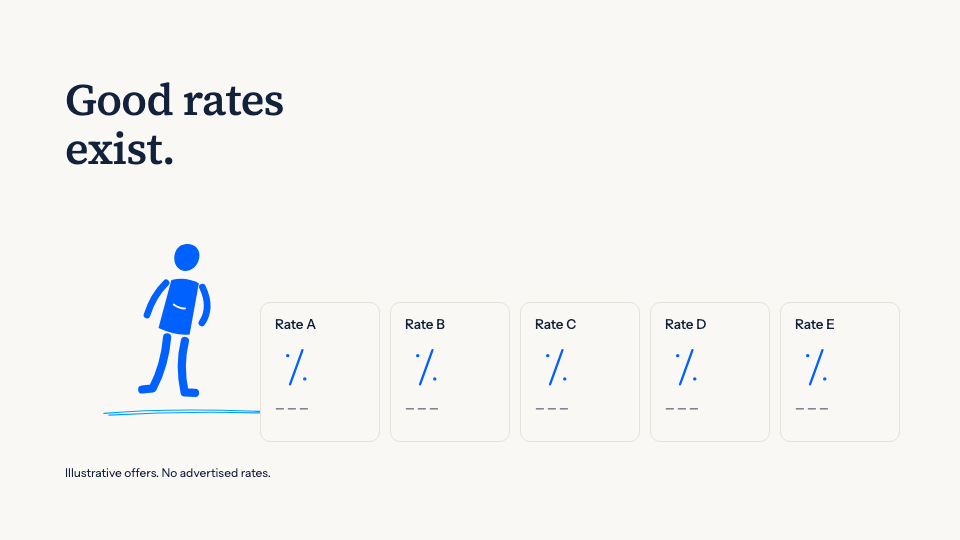 Good rates
exist.
Rate A
Rate B
Rate C
Rate D
Rate E
Illustrative offers. No advertised rates.